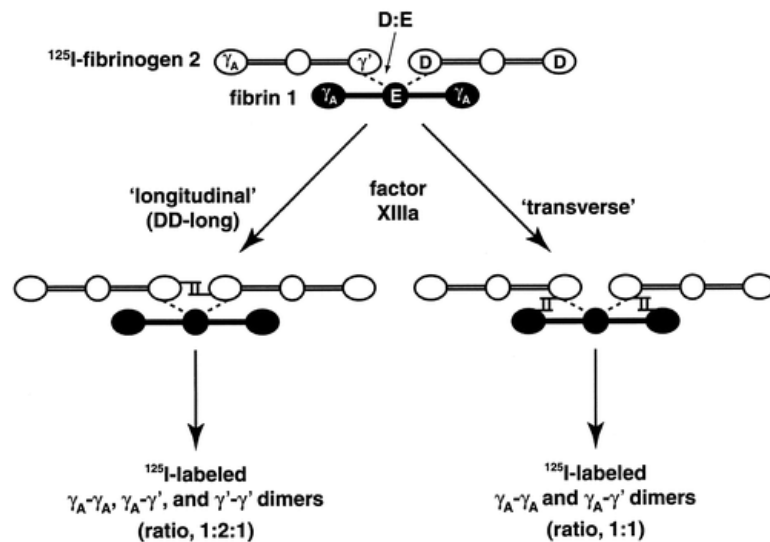 D:E
¹²⁵I-fibrinogen 2 γA γ' D D
fibrin 1 γA E γA
'longitudinal'
(DD-long)
factor
XIIIa
'transverse'
¹²⁵I-labeled
γA-γA, γA-γ', and γ'-γ' dimers
(ratio, 1:2:1)
¹²⁵I-labeled
γA-γA and γA-γ' dimers
(ratio, 1:1)